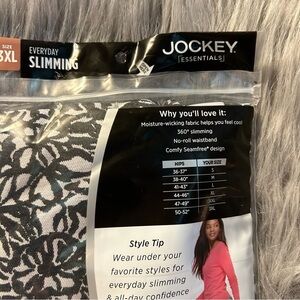 SIZE
3XL
EVERYDAY
SLIMMING
JOCKEY
ESSENTIALS
Why you'll love it:
Moisture-wicking fabric helps you feel cool
360° slimming
No-roll waistband
Comfy Seamfree® design
HIPS YOUR SIZE
36-37" S
38-40" M
41-43" L
44-46" XL
47-49" 2XL
50-52" 3XL
Style Tip
Wear under your
favorite styles for
everyday slimming
& all-day confidence